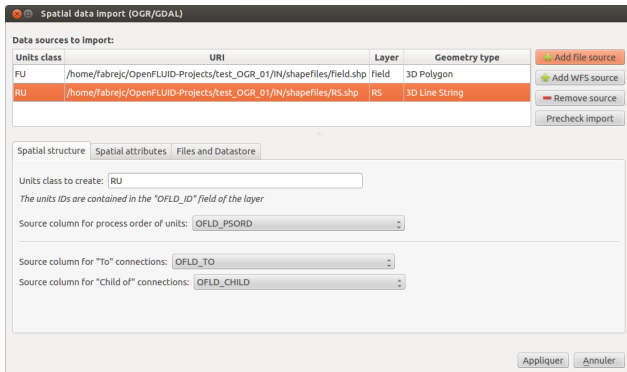 Spatial data import (OGR/GDAL)
Data sources to import:
Units class URI Layer Geometry type
FU /home/fabrejc/OpenFLUID-Projects/test_OGR_01/IN/shapefiles/field.shp field 3D Polygon
RU /home/fabrejc/OpenFLUID-Projects/test_OGR_01/IN/shapefiles/RS.shp RS 3D Line String
Add file source
Add WFS source
Remove source
Precheck import
Spatial structure Spatial attributes Files and Datastore
Units class to create: RU
The units IDs are contained in the "OFLD_ID" field of the layer
Source column for process order of units: OFLD_PSORD
Source column for "To" connections: OFLD_TO
Source column for "Child of" connections: OFLD_CHILD
Appliquer Annuler